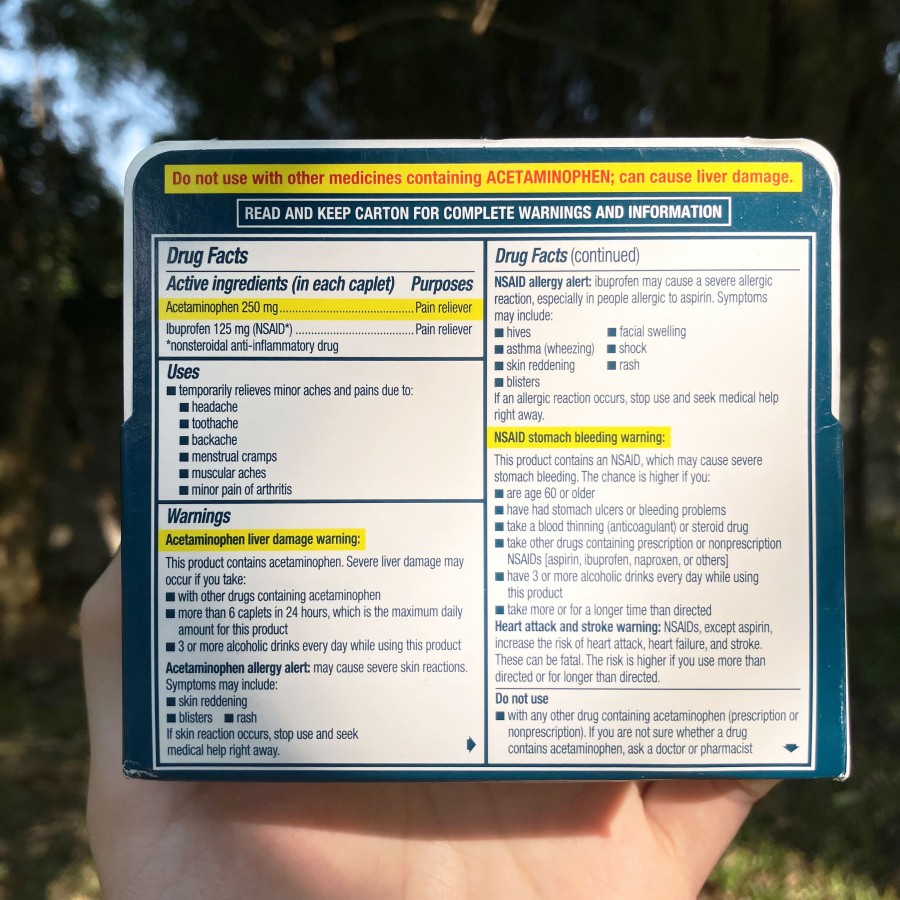 Do not use with other medicines containing ACETAMINOPHEN; can cause liver damage.
READ AND KEEP CARTON FOR COMPLETE WARNINGS AND INFORMATION
Drug Facts
Active ingredients (in each caplet) Purposes
Acetaminophen 250 mg.............................................Pain reliever
Ibuprofen 125 mg (NSAID*) .......................................Pain reliever
*nonsteroidal anti-inflammatory drug
Uses
■ temporarily relieves minor aches and pains due to:
■ headache
■ toothache
■ backache
■ menstrual cramps
■ muscular aches
■ minor pain of arthritis
Warnings
Acetaminophen liver damage warning:
This product contains acetaminophen. Severe liver damage may
occur if you take:
■ with other drugs containing acetaminophen
■ more than 6 caplets in 24 hours, which is the maximum daily
amount for this product
■ 3 or more alcoholic drinks every day while using this product
Acetaminophen allergy alert: may cause severe skin reactions.
Symptoms may include:
■ skin reddening
■ blisters ■ rash
If skin reaction occurs, stop use and seek
medical help right away.
Drug Facts (continued)
NSAID allergy alert: ibuprofen may cause a severe allergic
reaction, especially in people allergic to aspirin. Symptoms
may include:
■ hives ■ facial swelling
■ asthma (wheezing) ■ shock
■ skin reddening ■ rash
■ blisters
If an allergic reaction occurs, stop use and seek medical help
right away.
NSAID stomach bleeding warning:
This product contains an NSAID, which may cause severe
stomach bleeding. The chance is higher if you:
■ are age 60 or older
■ have had stomach ulcers or bleeding problems
■ take a blood thinning (anticoagulant) or steroid drug
■ take other drugs containing prescription or nonprescription
NSAIDs [aspirin, ibuprofen, naproxen, or others]
■ have 3 or more alcoholic drinks every day while using
this product
■ take more or for a longer time than directed
Heart attack and stroke warning: NSAIDs, except aspirin,
increase the risk of heart attack, heart failure, and stroke.
These can be fatal. The risk is higher if you use more than
directed or for longer than directed.
Do not use
■ with any other drug containing acetaminophen (prescription or
nonprescription). If you are not sure whether a drug
contains acetaminophen, ask a doctor or pharmacist